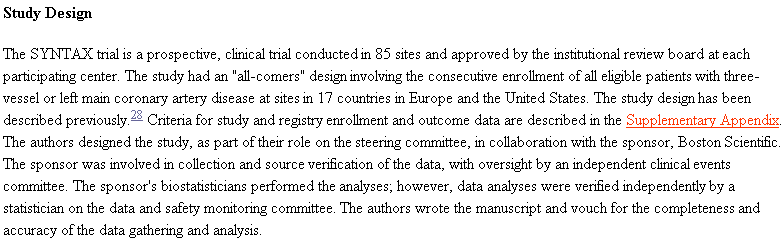 Study Design
The SYNTAX trial is a prospective, clinical trial conducted in 85 sites and approved by the institutional review board at each
participating center. The study had an "all-comers" design involving the consecutive enrollment of all eligible patients with three-
vessel or left main coronary artery disease at sites in 17 countries in Europe and the United States. The study design has been
described previously.28 Criteria for study and registry enrollment and outcome data are described in the Supplementary Appendix.
The authors designed the study, as part of their role on the steering committee, in collaboration with the sponsor, Boston Scientific.
The sponsor was involved in collection and source verification of the data, with oversight by an independent clinical events
committee. The sponsor's biostatisticians performed the analyses; however, data analyses were verified independently by a
statistician on the data and safety monitoring committee. The authors wrote the manuscript and vouch for the completeness and
accuracy of the data gathering and analysis.